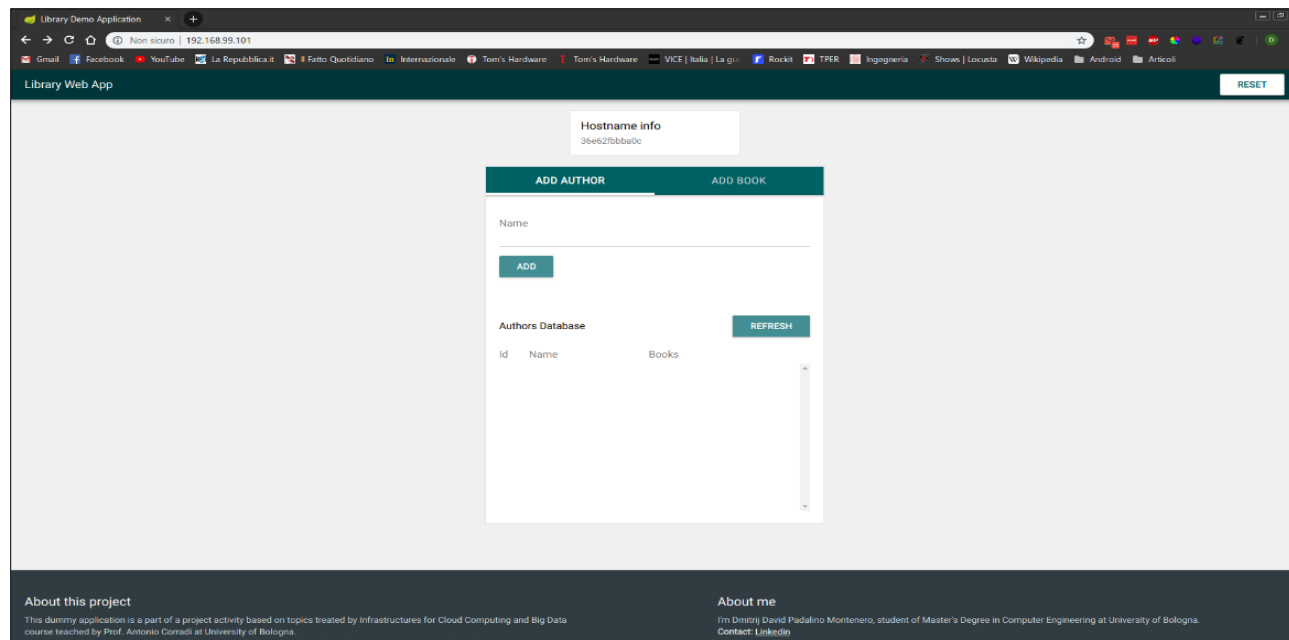 Library Demo Application
Non sicuro | 192.168.99.101
Gmail Facebook YouTube La Repubblica.it Il Fatto Quotidiano In Internazionale Tom's Hardware T Tom's Hardware VICE | Italia | La gu Rockit TPER Ingegneria Shows | Locusta W Wikipedia Android Articoli
Library Web App RESET
Hostname info
36e62fbbba0c
ADD AUTHOR ADD BOOK
Name
ADD
Authors Database REFRESH
Id Name Books
About this project About me
This dummy application is a part of a project activity based on topics treated by Infrastructures for Cloud Computing and Big Data I'm Dmitrij David Padalino Montenero, student of Master's Degree in Computer Engineering at University of Bologna.
course teached by Prof. Antonio Corradi at University of Bologna. Contact: Linkedin